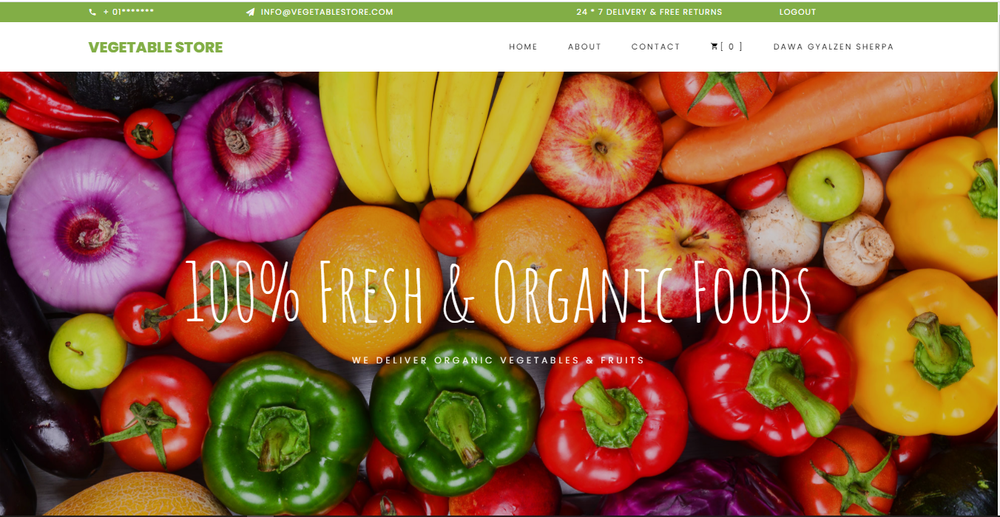 + 01******* INFO@VEGETABLESTORE.COM 24 * 7 DELIVERY & FREE RETURNS LOGOUT
VEGETABLE STORE HOME ABOUT CONTACT [ 0 ] DAWA GYALZEN SHERPA
100% Fresh & Organic Foods
WE DELIVER ORGANIC VEGETABLES & FRUITS